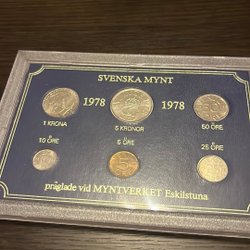 SVENSKA MYNT
1978 1978
1 KRONA 5 KRONOR 50 ÖRE
10 ÖRE 5 ÖRE 25 ÖRE
präglade vid MYNTVERKET Eskilstuna